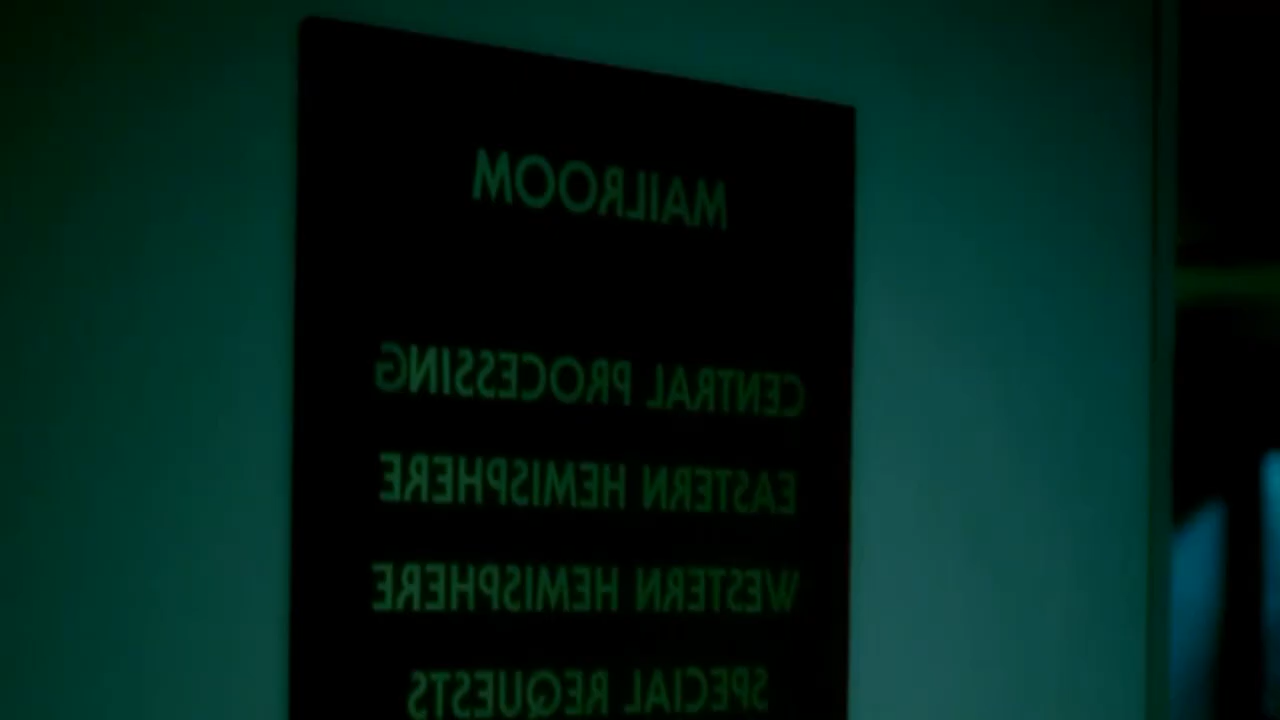 MAILROOM
CENTRAL PROCESSING
EASTERN HEMISPHERE
WESTERN HEMISPHERE
SPECIAL REQUESTS